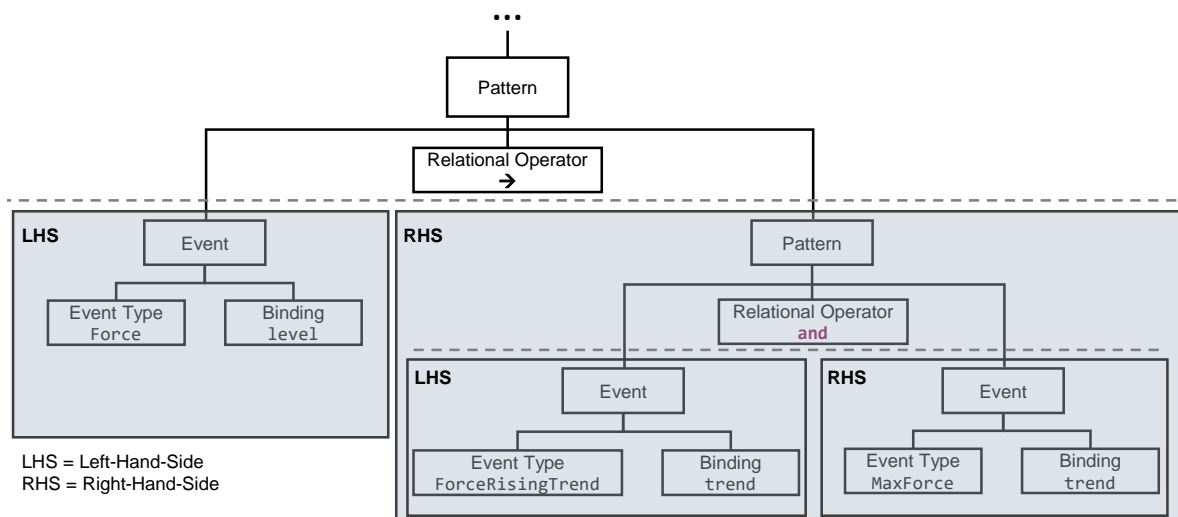 ...
Pattern
Relational Operator
→
LHS
Event
Event Type
Force
Binding
level
RHS
Pattern
Relational Operator
and
LHS
Event
Event Type
ForceRisingTrend
Binding
trend
RHS
Event
Event Type
MaxForce
Binding
trend
LHS = Left-Hand-Side
RHS = Right-Hand-Side